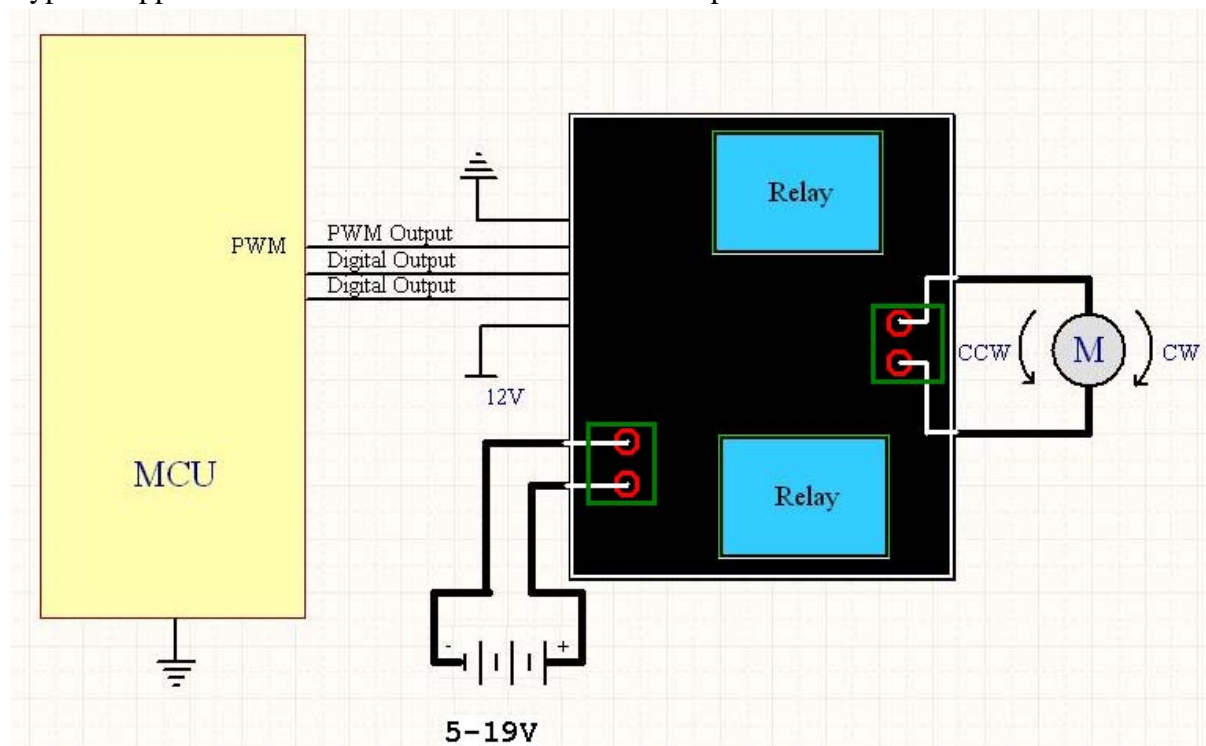 Relay
PWM
PWM Output
Digital Output
Digital Output
CCW
M
CW
12V
MCU
Relay
-
+
5-19V